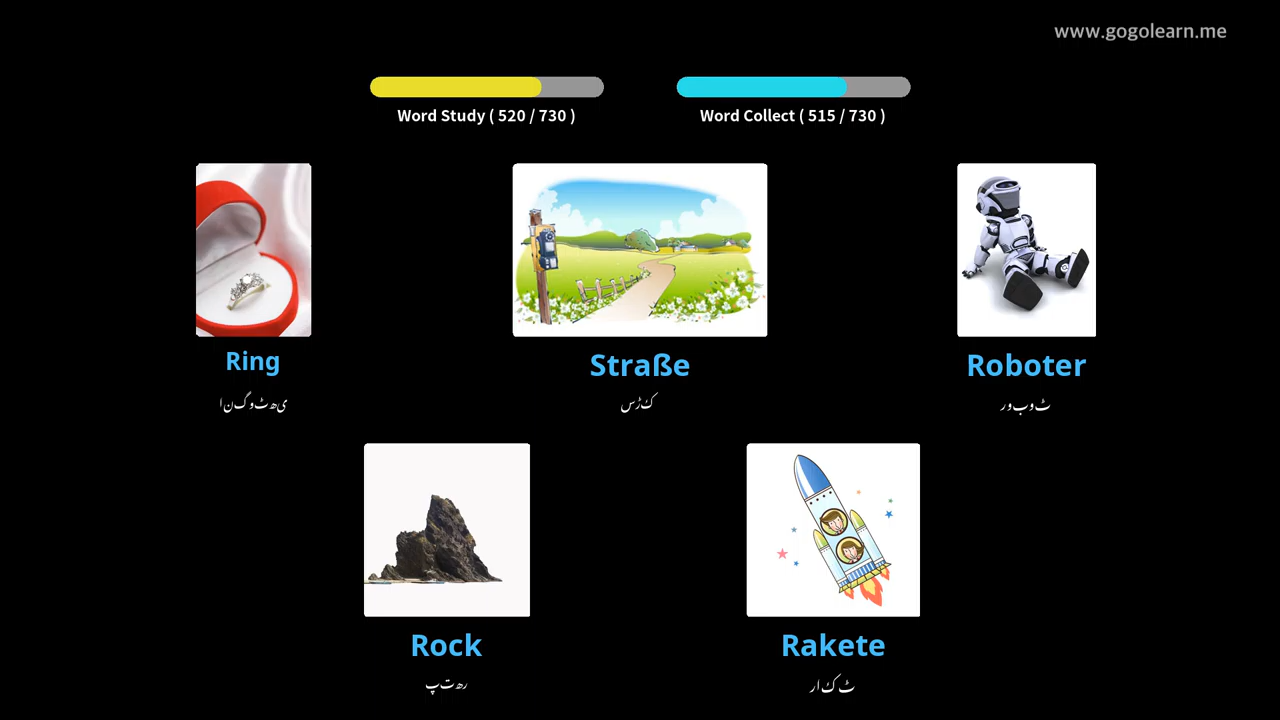 www.gogolearn.me
Word Study ( 520 / 730 )
Word Collect ( 515 / 730 )
Ring
انگوٹھی
Straße
سڑک
Roboter
روبوٹ
Rock
پتھر
Rakete
راکٹ